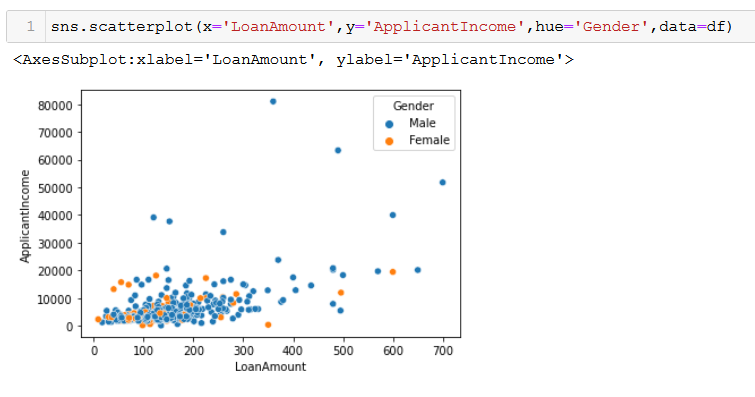 1 sns.scatterplot(x='LoanAmount',y='ApplicantIncome',hue='Gender',data=df)
<AxesSubplot:xlabel='LoanAmount', ylabel='ApplicantIncome'>
Gender
Male
Female
80000
70000
60000
50000
40000
30000
20000
10000
0
ApplicantIncome
0 100 200 300 400 500 600 700
LoanAmount